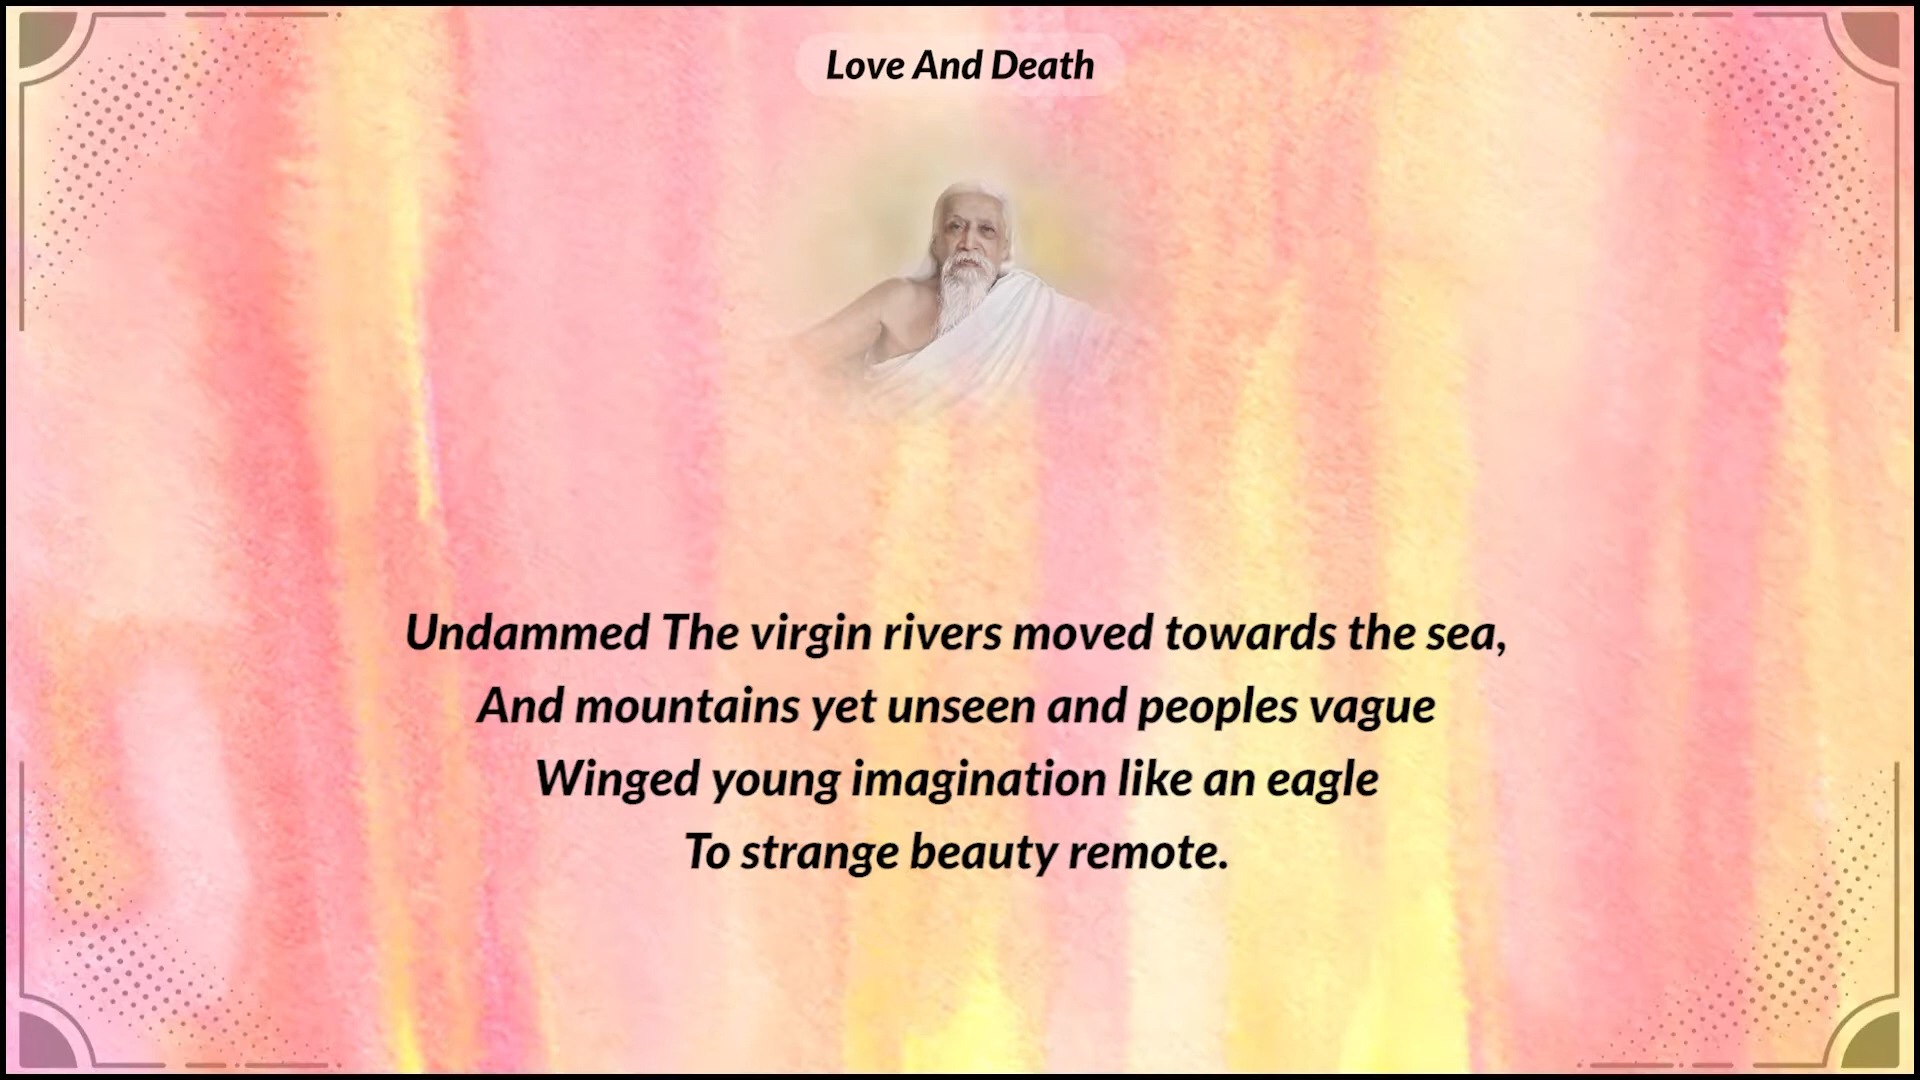 Love And Death
Undammed The virgin rivers moved towards the sea,
And mountains yet unseen and peoples vague
Winged young imagination like an eagle
To strange beauty remote.